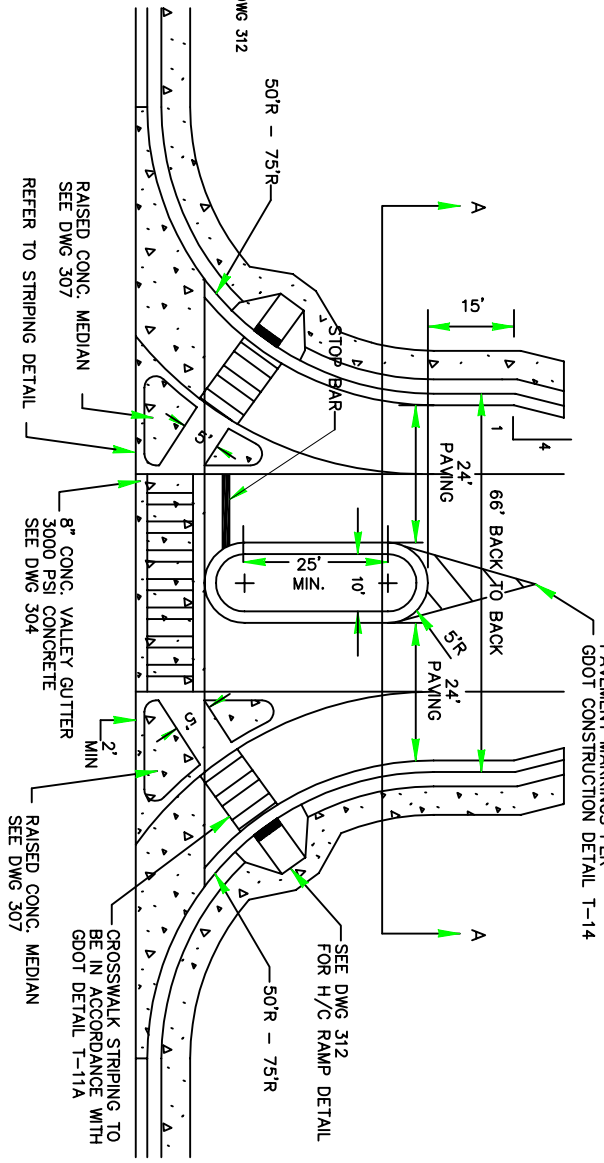 DWG 312
50'R - 75'R
RAISED CONC. MEDIAN
SEE DWG 307
REFER TO STRIPING DETAIL
STOP BAR
5'
A
15'
1
4
24'
PAVING
66' BACK TO BACK
25'
MIN.
10'
5'R
24'
PAVING
GDOT CONSTRUCTION DETAIL T-14
8" CONC. VALLEY GUTTER
3000 PSI CONCRETE
SEE DWG 304
5'
2'
MIN
RAISED CONC. MEDIAN
SEE DWG 307
CROSSWALK STRIPING TO
BE IN ACCORDANCE WITH
GDOT DETAIL T-11A
50'R - 75'R
SEE DWG 312
FOR H/C RAMP DETAIL
A